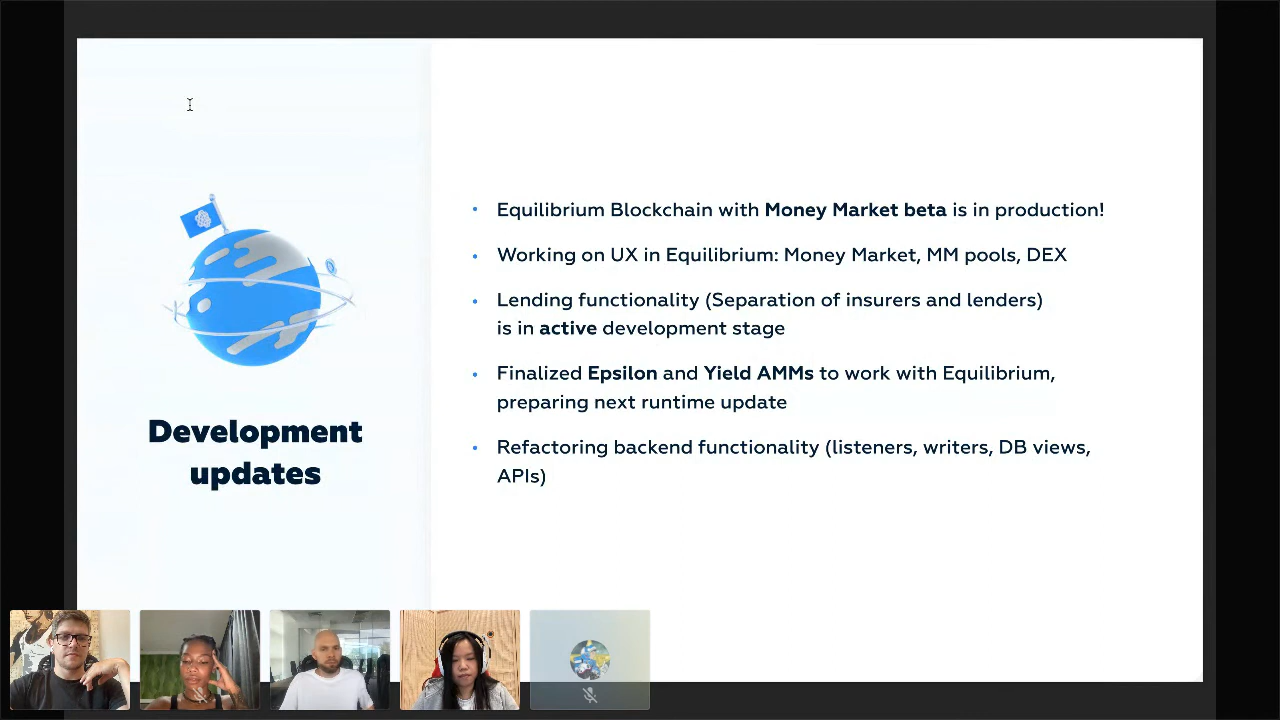 Development
updates
Equilibrium Blockchain with Money Market beta is in production!
Working on UX in Equilibrium: Money Market, MM pools, DEX
Lending functionality (Separation of insurers and lenders)
is in active development stage
Finalized Epsilon and Yield AMMs to work with Equilibrium,
preparing next runtime update
Refactoring backend functionality (listeners, writers, DB views,
APIs)